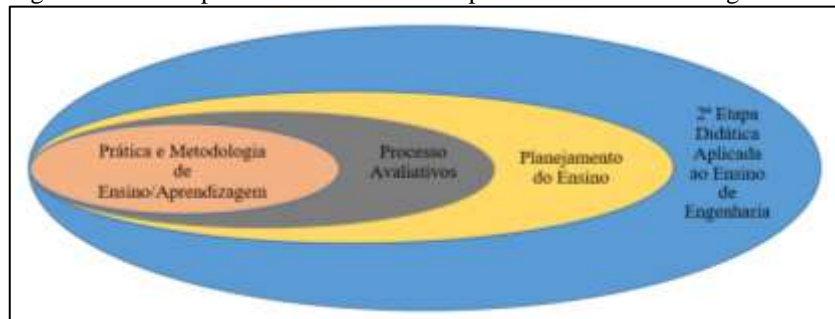 Prática e Metodologia
de
Ensino/Aprendizagem
Processo
Avaliativos
Planejamento
do Ensino
2ª Etapa
Didática
Aplicada
ao Ensino
de
Engenharia